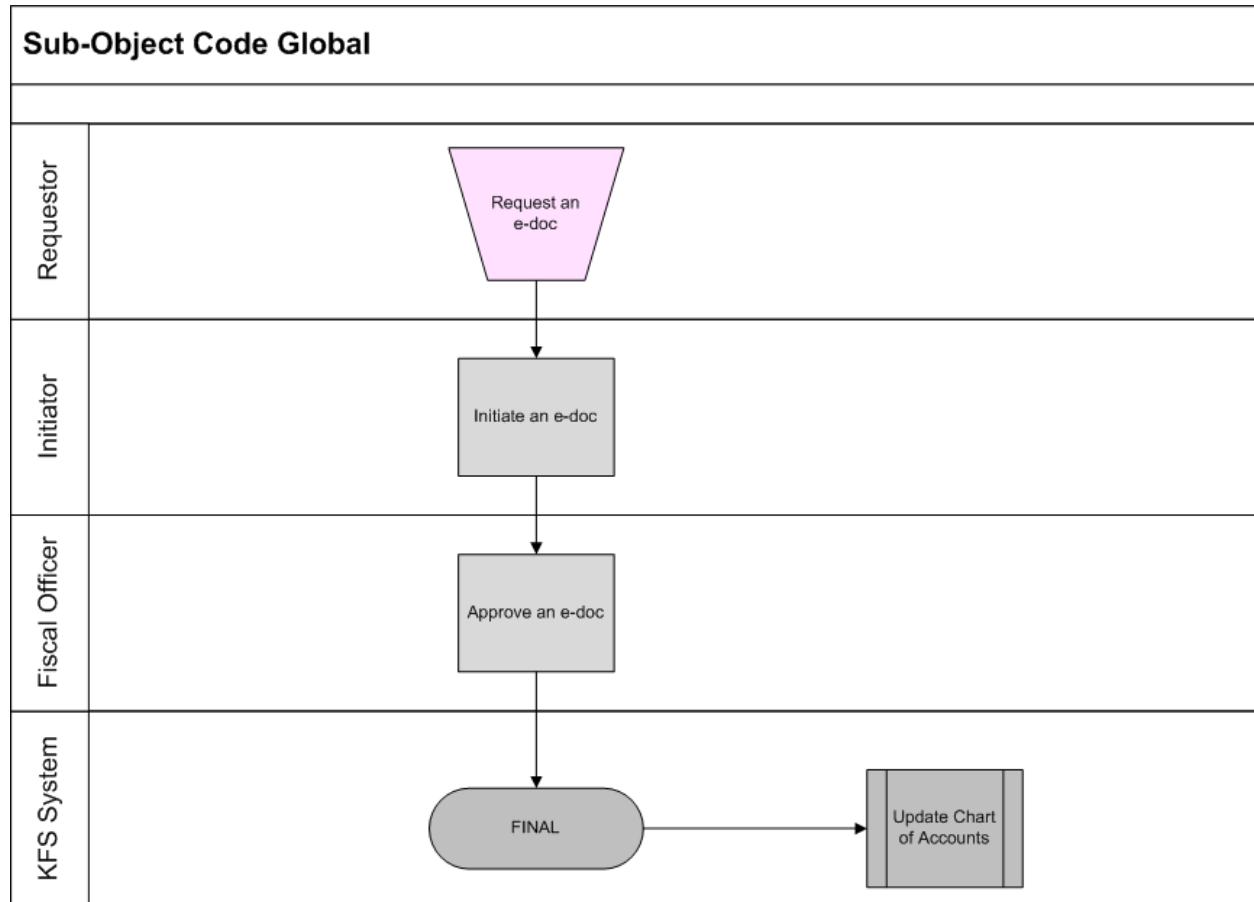 Sub-Object Code Global
Requestor
Request an
e-doc
Initiator
Initiate an e-doc
Fiscal Officer
Approve an e-doc
KFS System
FINAL
Update Chart
of Accounts